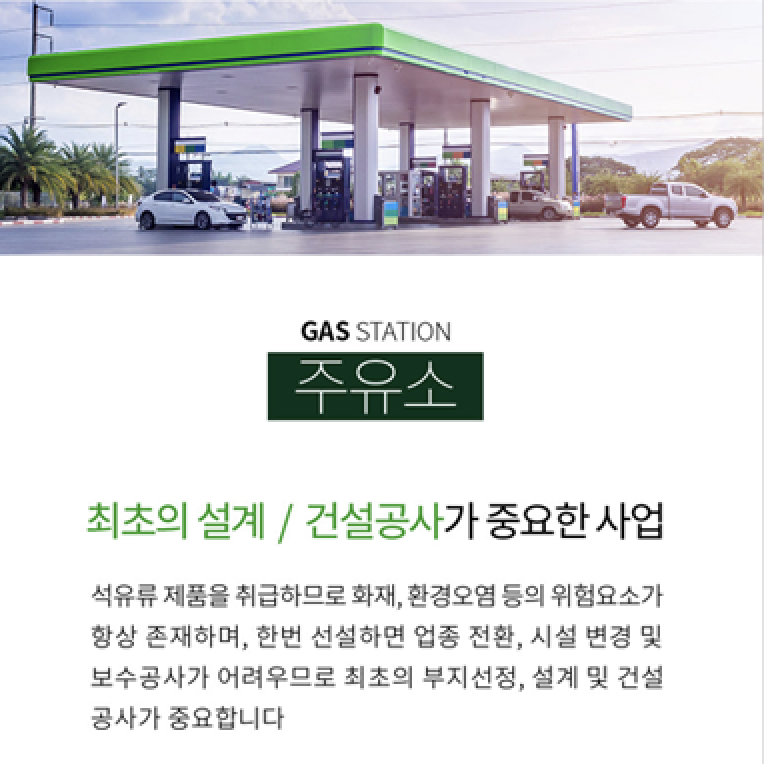 GAS STATION
주유소
최초의 설계 / 건설공사가 중요한 사업
석유류 제품을 취급하므로 화재, 환경오염 등의 위험요소가
항상 존재하며, 한번 선설하면 업종 전환, 시설 변경 및
보수공사가 어려우므로 최초의 부지선정, 설계 및 건설
공사가 중요합니다